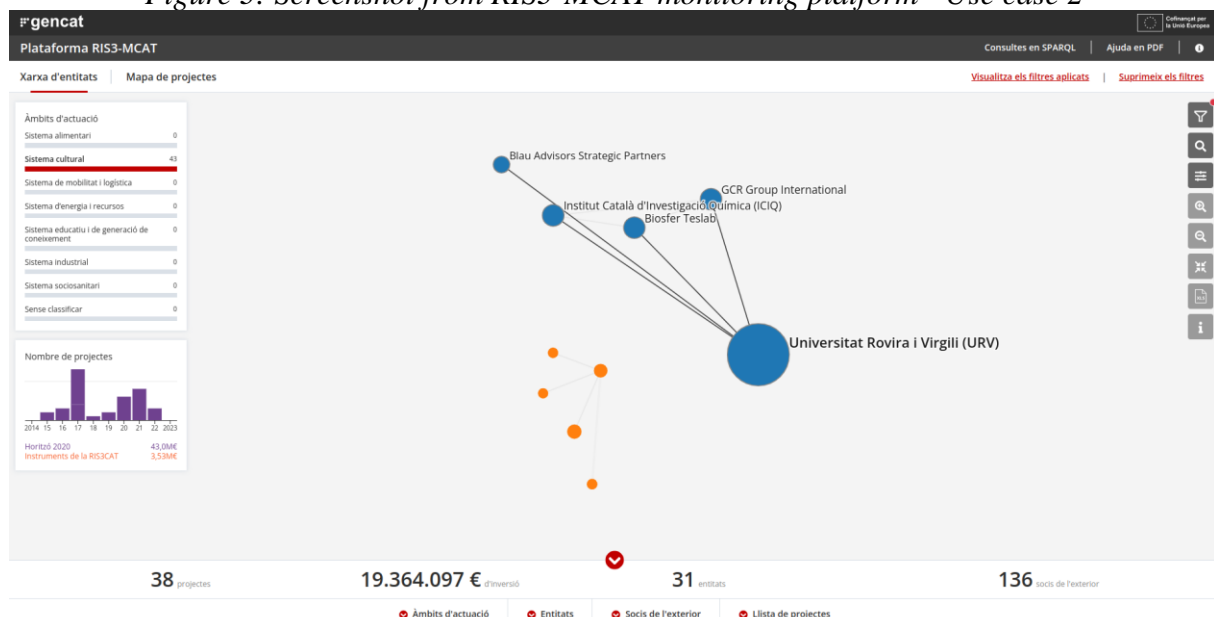 Figure 3: Screenshot from RIS3-MCAT monitoring platform - Use case 2
gencat
Cofinançat per
la Unió Europea
Plataforma RIS3-MCAT
Consultes en SPARQL
Ajuda en PDF
Xarxa d'entitats
Mapa de projectes
Visualitza els filtres aplicats
Suprimeix els filtres
Àmbits d'actuació
Sistema alimentari 0
Sistema cultural 43
Sistema de mobilitat i logística 0
Sistema d'energia i recursos 0
Sistema educatiu i de generació de 0
coneixement
Sistema industrial 0
Sistema sociosanitari 0
Sense classificar 0
Nombre de projectes
2014 15 16 17 18 19 20 21 22 2023
Horitzó 2020 43,0M€
Instruments de la RIS3CAT 3,53M€
Blau Advisors Strategic Partners
GCR Group International
Institut Català d'Investigació Química (ICIQ)
Biosfer Teslab
Universitat Rovira i Virgili (URV)
38 projectes
19.364.097 € d'inversió
31 entitats
136 socis de l'exterior
Àmbits d'actuació
Entitats
Socis de l'exterior
Llista de projectes